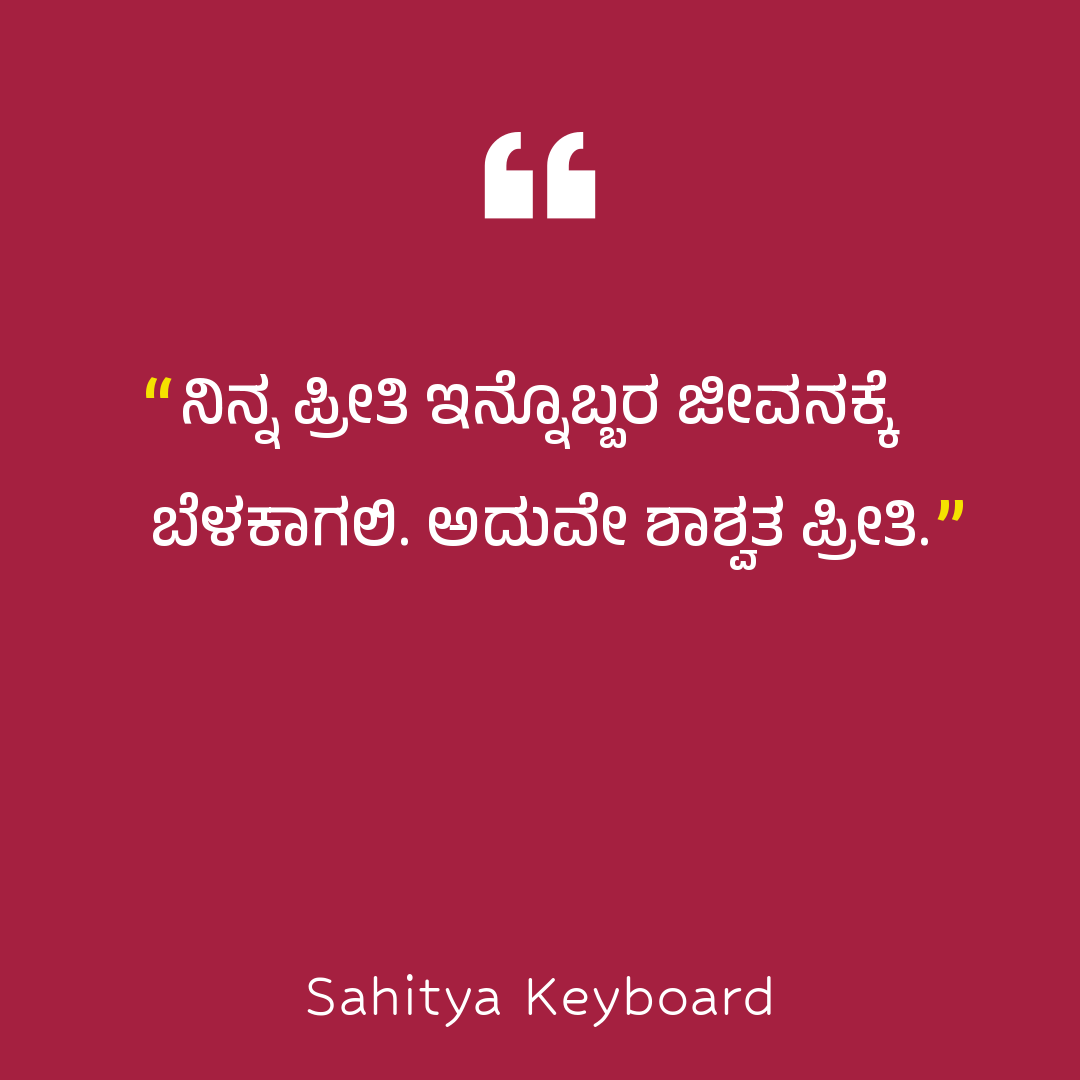 “ನಿನ್ನ ಪ್ರೀತಿ ಇನ್ನೊಬ್ಬರ ಜೀವನಕ್ಕೆ
ಬೆಳಕಾಗಲಿ. ಅದುವೇ ಶಾಶ್ವತ ಪ್ರೀತಿ.”
Sahitya Keyboard